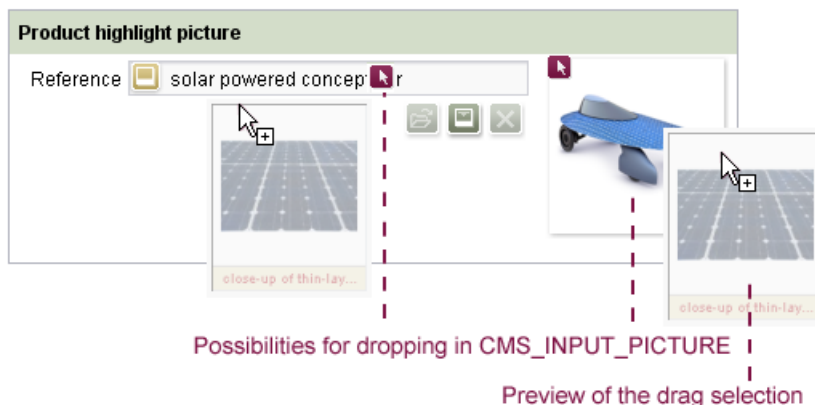 Product highlight picture
Reference solar powered concep r
close-up of thin-lay...
close-up of thin-lay...
Possibilities for dropping in CMS_INPUT_PICTURE
Preview of the drag selection